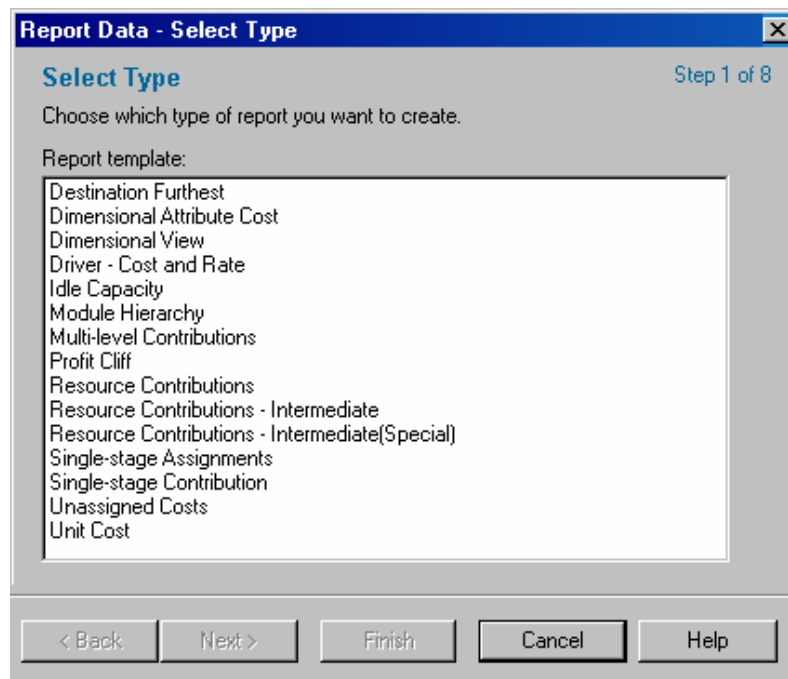 Report Data - Select Type
Select Type
Step 1 of 8
Choose which type of report you want to create.
Report template:
Destination Furthest
Dimensional Attribute Cost
Dimensional View
Driver - Cost and Rate
Idle Capacity
Module Hierarchy
Multi-level Contributions
Profit Cliff
Resource Contributions
Resource Contributions - Intermediate
Resource Contributions - Intermediate(Special)
Single-stage Assignments
Single-stage Contribution
Unassigned Costs
Unit Cost
< Back
Next >
Finish
Cancel
Help